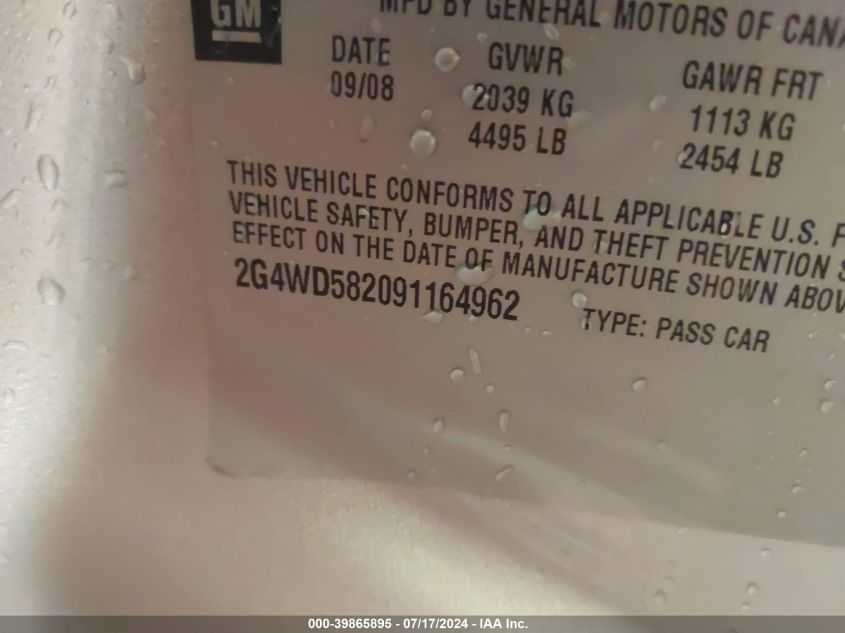 GM
MFD BY GENERAL MOTORS OF CANA
DATE GVWR GAWR FRT
09/08 2039 KG 1113 KG
4495 LB 2454 LB
THIS VEHICLE CONFORMS TO ALL APPLICABLE U.S. F
VEHICLE SAFETY, BUMPER, AND THEFT PREVENTION S
EFFECT ON THE DATE OF MANUFACTURE SHOWN ABOV
2G4WD582091164962 TYPE: PASS CAR
000-39865895 - 07/17/2024 - IAA Inc.